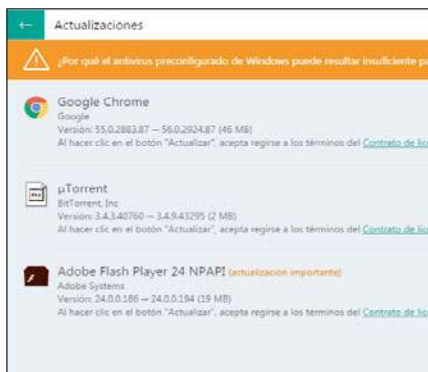 Actualizaciones
¿Por qué el antivirus preconfigurado de Windows puede resultar insuficiente
Google Chrome
Google
Versión: 55.0.2883.87 — 56.0.2924.87 (46 MB)
Al hacer clic en el botón "Actualizar", acepta regirse a los términos del Contrato de
µTorrent
BitTorrent, Inc
Versión: 3.4.3.40760 — 3.4.9.43295 (2 MB)
Al hacer clic en el botón "Actualizar", acepta regirse a los términos del Contrato de
Adobe Flash Player 24 NPAPI (actualización importante)
Adobe Systems
Versión: 24.0.0.186 — 24.0.0.194 (19 MB)
Al hacer clic en el botón "Actualizar", acepta regirse a los términos del Contrato de